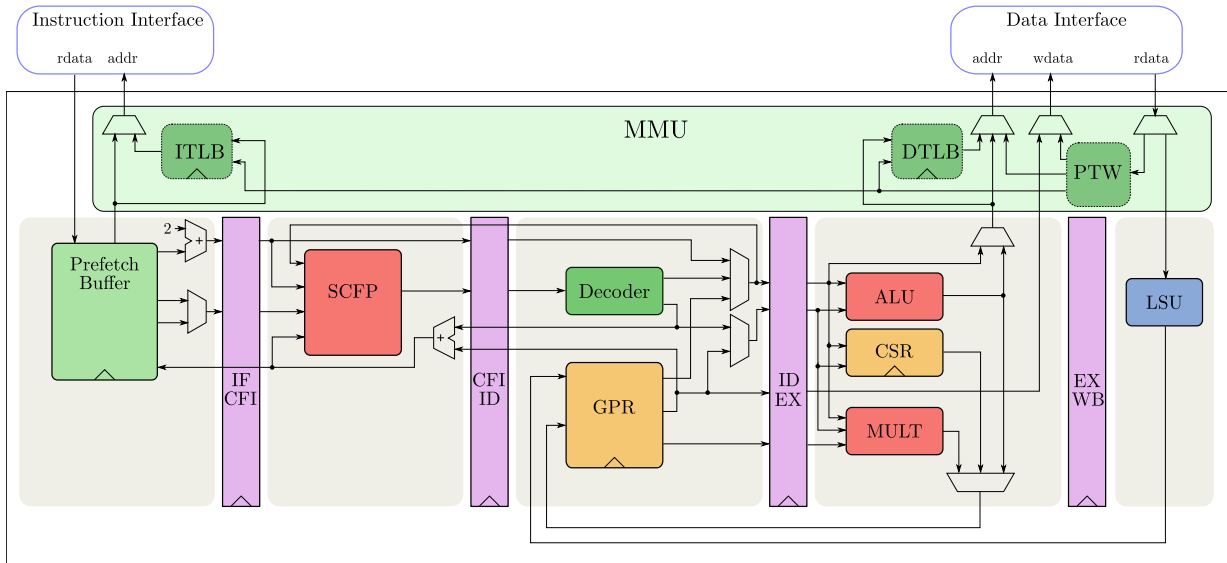 Instruction Interface
rdata addr
Data Interface
addr wdata rdata
MMU
ITLB
DTLB
PTW
2
+
Prefetch
Buffer
SCFP
Decoder
ALU
LSU
+
CSR
IF
CFI
CFI
ID
GPR
ID
EX
EX
WB
MULT